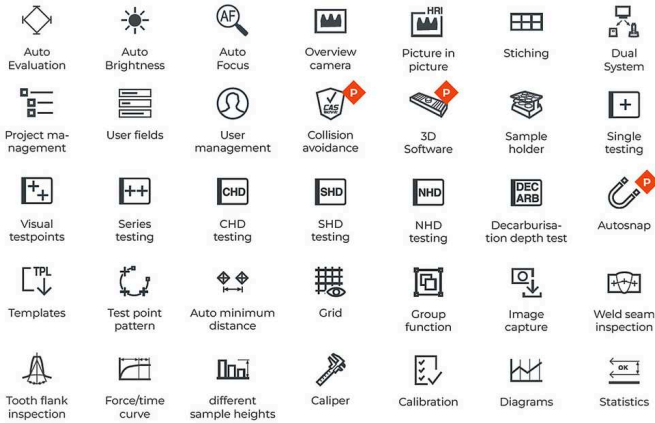 AF
HRI
Auto
Evaluation
Auto
Brightness
Auto
Focus
Overview
camera
Picture in
picture
Stiching
Dual
System
P
P
CAS
Project ma-
nagement
User fields
User
management
Collision
avoidance
3D
Software
Sample
holder
Single
testing
CHD
SHD
NHD
DEC
ARB
P
Visual
testpoints
Series
testing
CHD
testing
SHD
testing
NHD
testing
Decarburisa-
tion depth test
Autosnap
TPL
Templates
Test point
pattern
Auto minimum
distance
Grid
Group
function
Image
capture
Weld seam
inspection
OK
Tooth flank
inspection
Force/time
curve
different
sample heights
Caliper
Calibration
Diagrams
Statistics